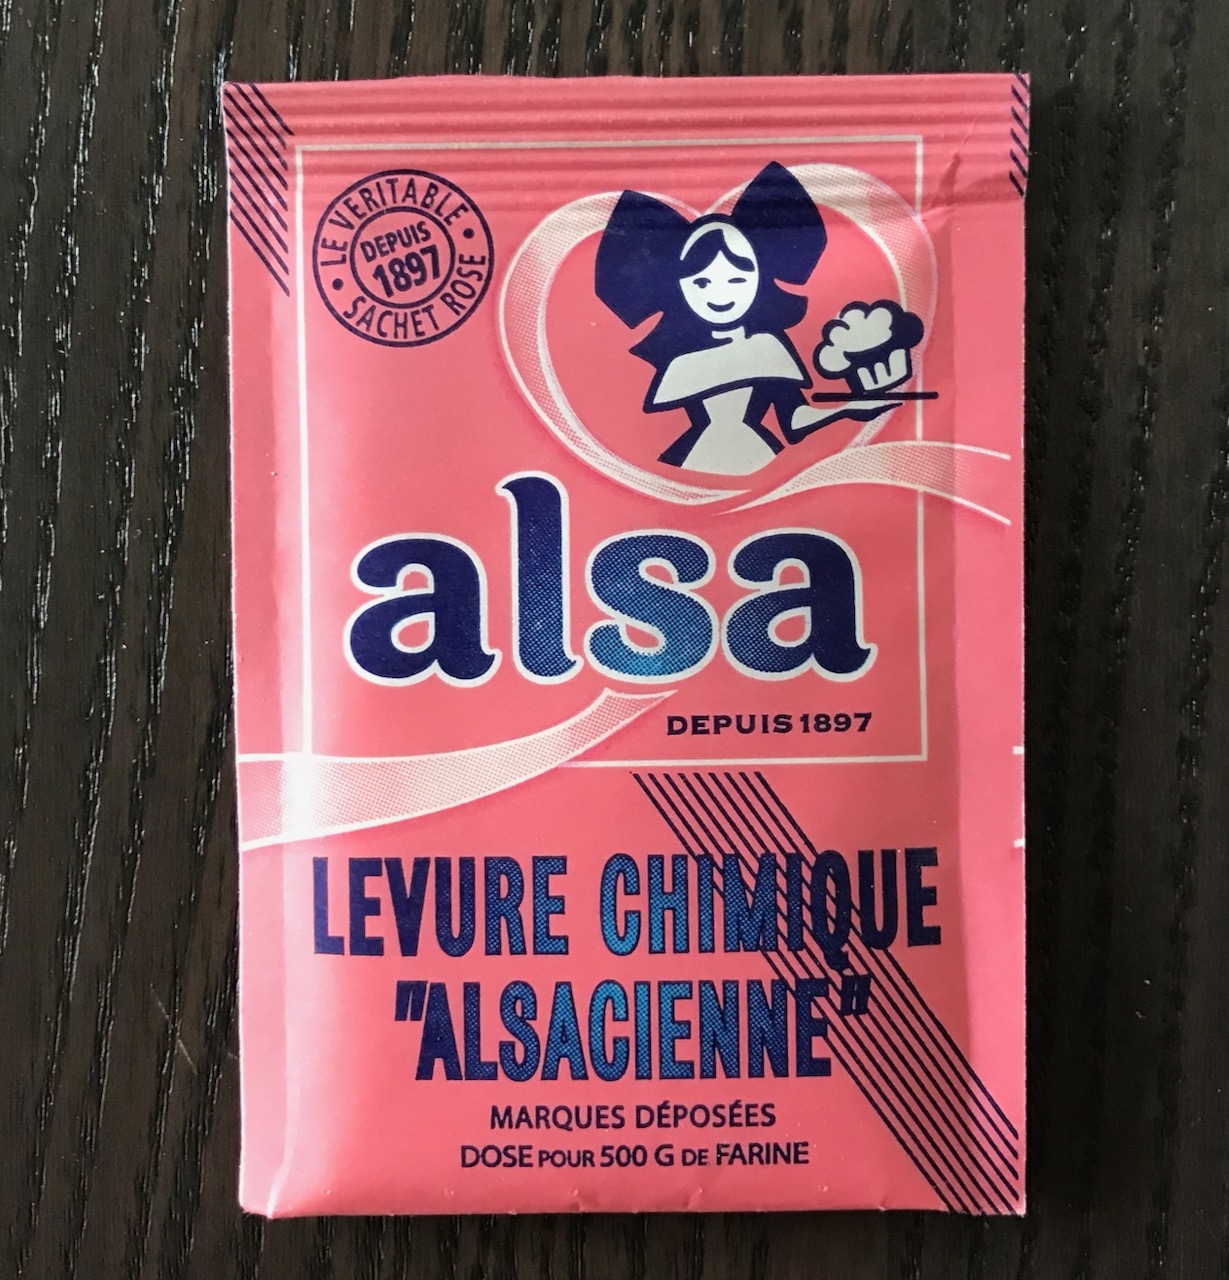 LE VERITABLE
DEPUIS
1897
SACHET ROSE
alsa
DEPUIS 1897
LEVURE CHIMIQUE
"ALSACIENNE"
MARQUES DÉPOSÉES
DOSE POUR 500 G DE FARINE